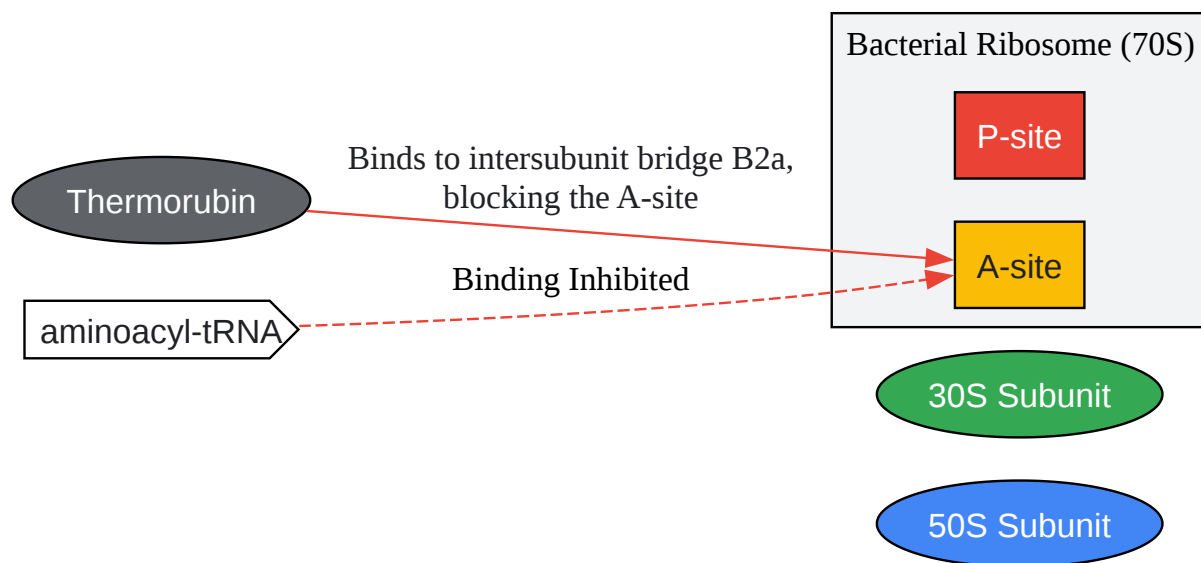 Bacterial Ribosome (70S)
P-site
Binds to intersubunit bridge B2a,
blocking the A-site
Thermorubin
A-site
Binding Inhibited
aminoacyl-tRNA
30S Subunit
50S Subunit